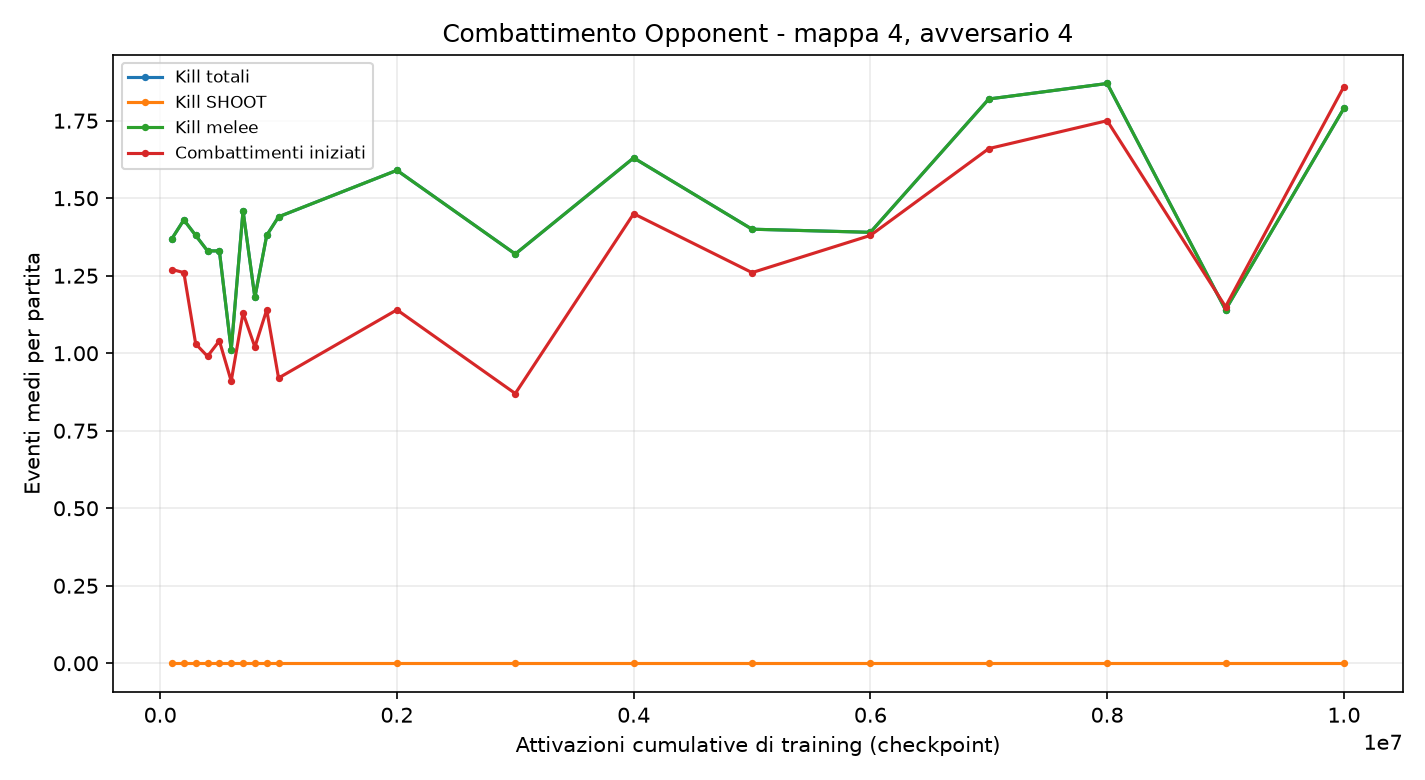 Combattimento Opponent - mappa 4, avversario 4
Kill totali
Kill SHOOT
Kill melee
Combattimenti iniziati
Eventi medi per partita
1.75
1.50
1.25
1.00
0.75
0.50
0.25
0.00
0.0 0.2 0.4 0.6 0.8 1.0
1e7
Attivazioni cumulative di training (checkpoint)